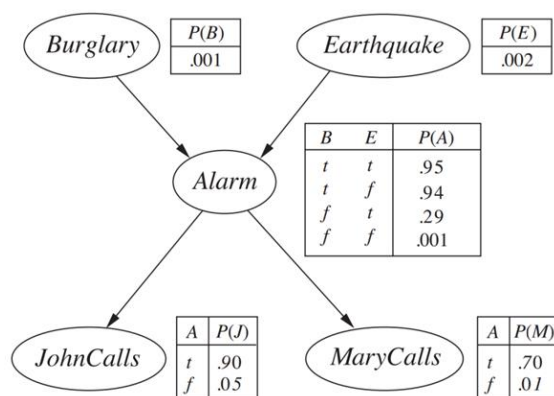 Burglary
P(B)
.001
Earthquake
P(E)
.002
Alarm
B E P(A)
t t .95
t f .94
f t .29
f f .001
JohnCalls
A P(J)
t .90
f .05
MaryCalls
A P(M)
t .70
f .01